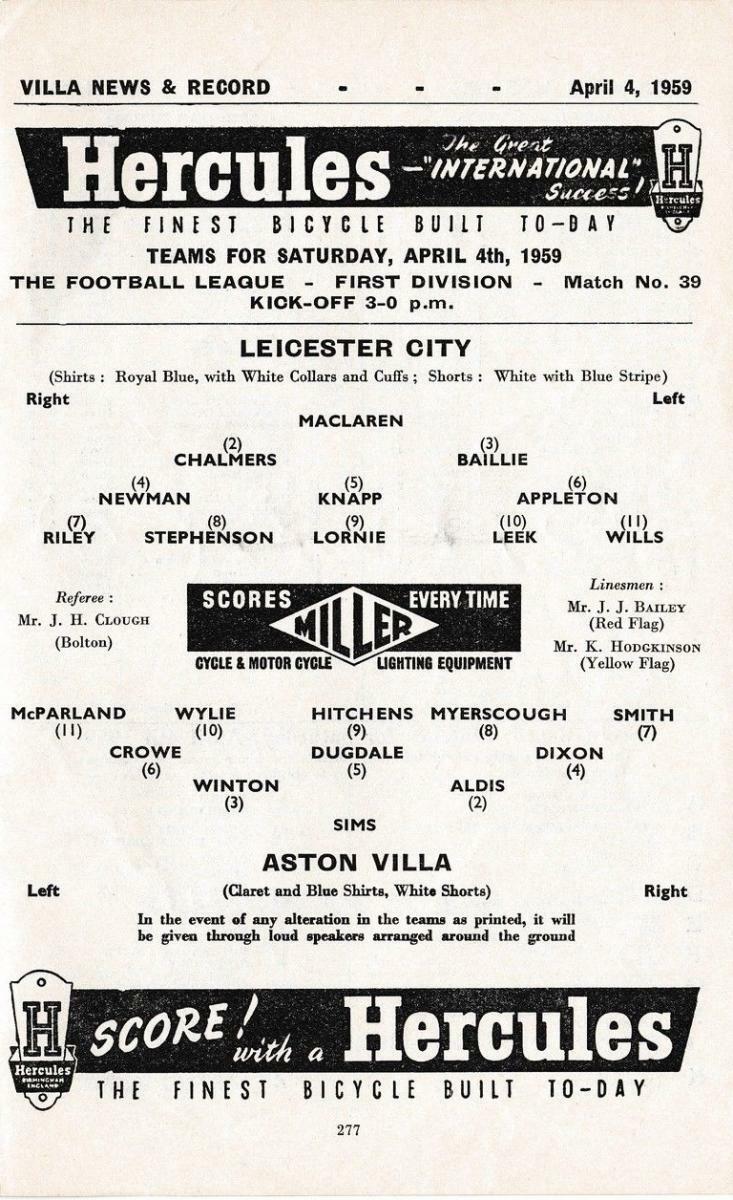 VILLA NEWS & RECORD - - - April 4, 1959
Hercules The Great
—"INTERNATIONAL"
Success!
H
Hercules
BIRMINGHAM
ENGLAND
THE FINEST BICYCLE BUILT TO-DAY
TEAMS FOR SATURDAY, APRIL 4th, 1959
THE FOOTBALL LEAGUE - FIRST DIVISION - Match No. 39
KICK-OFF 3-0 p.m.
LEICESTER CITY
(Shirts : Royal Blue, with White Collars and Cuffs ; Shorts : White with Blue Stripe)
Right Left
MACLAREN
(2) (3)
CHALMERS BAILLIE
(4) (5) (6)
NEWMAN KNAPP APPLETON
(7) (8) (9) (10) (11)
RILEY STEPHENSON LORNIE LEEK WILLS
Referee :
Mr. J. H. CLOUGH
(Bolton)
SCORES EVERY TIME
MILLER
CYCLE & MOTOR CYCLE LIGHTING EQUIPMENT
Linesmen :
Mr. J. J. BAILEY
(Red Flag)
Mr. K. HODGKINSON
(Yellow Flag)
McPARLAND WYLIE HITCHENS MYERSCOUGH SMITH
(11) (10) (9) (8) (7)
CROWE DUGDALE DIXON
(6) (5) (4)
WINTON ALDIS
(3) (2)
SIMS
ASTON VILLA
Left (Claret and Blue Shirts, White Shorts) Right
In the event of any alteration in the teams as printed, it will
be given through loud speakers arranged around the ground
H
Hercules
BIRMINGHAM
ENGLAND
SCORE! with a Hercules
THE FINEST BICYCLE BUILT TO-DAY
277